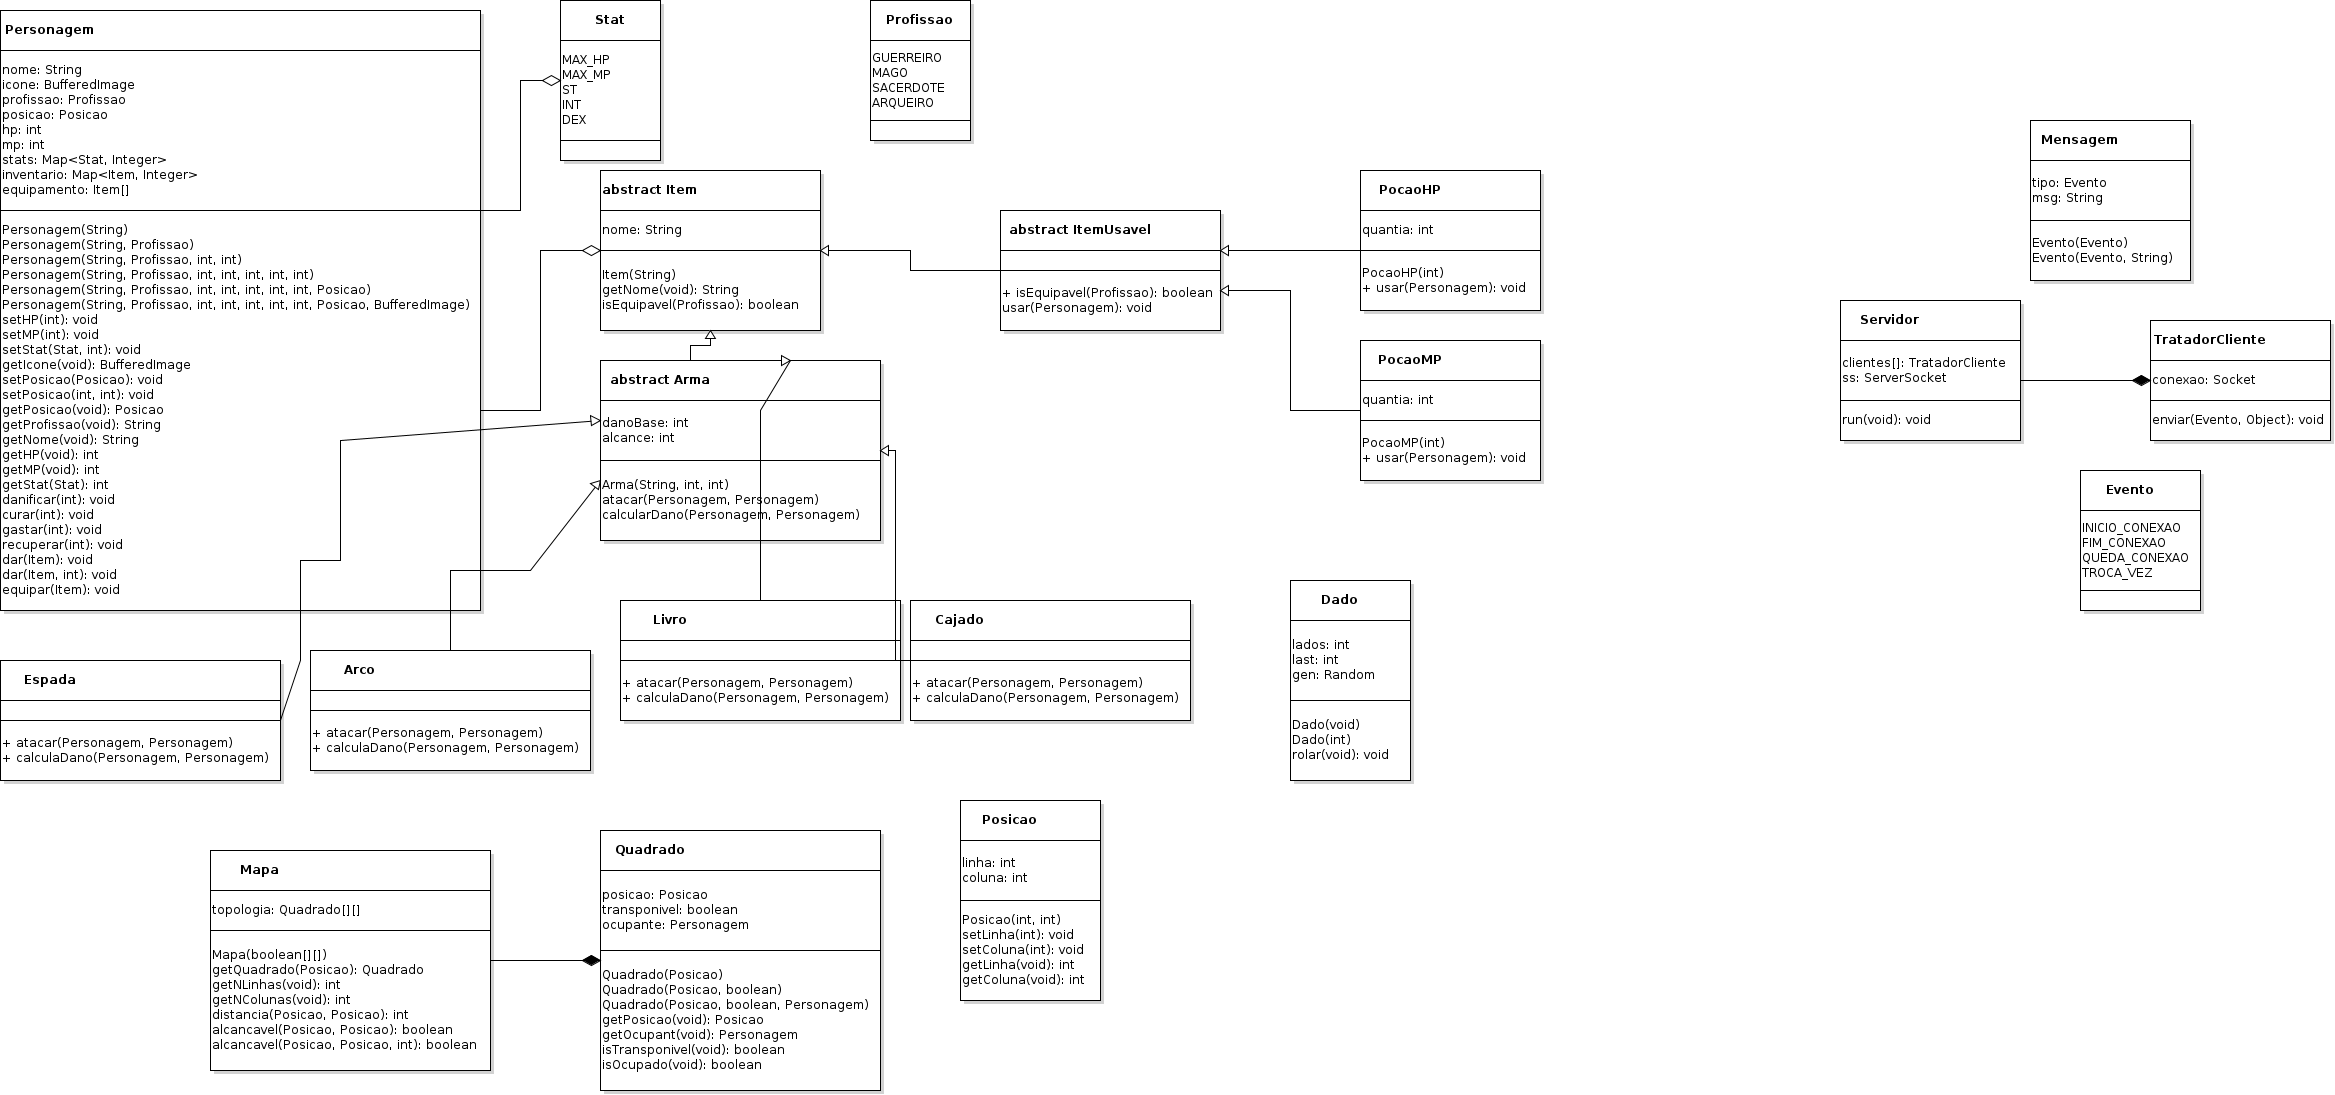 Personagem
nome: String
icone: BufferedImage
profissao: Profissao
posicao: Posicao
hp: int
mp: int
stats: Map<Stat, Integer>
inventario: Map<Item, Integer>
equipamento: Item[]
Personagem(String)
Personagem(String, Profissao)
Personagem(String, Profissao, int, int)
Personagem(String, Profissao, int, int, int, int, int)
Personagem(String, Profissao, int, int, int, int, int, Posicao)
Personagem(String, Profissao, int, int, int, int, int, Posicao, BufferedImage)
setHP(int): void
setMP(int): void
setStat(Stat, int): void
getIcone(void): BufferedImage
setPosicao(Posicao): void
setPosicao(int, int): void
getPosicao(void): Posicao
getProfissao(void): String
getNome(void): String
getHP(void): int
getMP(void): int
getStat(Stat): int
danificar(int): void
curar(int): void
gastar(int): void
recuperar(int): void
dar(Item): void
dar(Item, int): void
equipar(Item): void
Stat
MAX_HP
MAX_MP
ST
INT
DEX
Profissao
GUERREIRO
MAGO
SACERDOTE
ARQUEIRO
abstract Item
nome: String
Item(String)
getNome(void): String
isEquipavel(Profissao): boolean
abstract ItemUsavel
+ isEquipavel(Profissao): boolean
usar(Personagem): void
PocaoHP
quantia: int
PocaoHP(int)
+ usar(Personagem): void
PocaoMP
quantia: int
PocaoMP(int)
+ usar(Personagem): void
abstract Arma
danoBase: int
alcance: int
Arma(String, int, int)
atacar(Personagem, Personagem)
calcularDano(Personagem, Personagem)
Mensagem
tipo: Evento
msg: String
Evento(Evento)
Evento(Evento, String)
Servidor
clientes[]: TratadorCliente
ss: ServerSocket
run(void): void
TratadorCliente
conexao: Socket
enviar(Evento, Object): void
Evento
INICIO_CONEXAO
FIM_CONEXAO
QUEDA_CONEXAO
TROCA_VEZ
Espada
+ atacar(Personagem, Personagem)
+ calculaDano(Personagem, Personagem)
Arco
+ atacar(Personagem, Personagem)
+ calculaDano(Personagem, Personagem)
Livro
+ atacar(Personagem, Personagem)
+ calculaDano(Personagem, Personagem)
Cajado
+ atacar(Personagem, Personagem)
+ calculaDano(Personagem, Personagem)
Dado
lados: int
last: int
gen: Random
Dado(void)
Dado(int)
rolar(void): void
Mapa
topologia: Quadrado[][]
Mapa(boolean[][])
getQuadrado(Posicao): Quadrado
getNLinhas(void): int
getNColunas(void): int
distancia(Posicao, Posicao): int
alcancavel(Posicao, Posicao): boolean
alcancavel(Posicao, Posicao, int): boolean
Quadrado
posicao: Posicao
transponivel: boolean
ocupante: Personagem
Quadrado(Posicao)
Quadrado(Posicao, boolean)
Quadrado(Posicao, boolean, Personagem)
getPosicao(void): Posicao
getOcupant(void): Personagem
isTransponivel(void): boolean
isOcupado(void): boolean
Posicao
linha: int
coluna: int
Posicao(int, int)
setLinha(int): void
setColuna(int): void
getLinha(void): int
getColuna(void): int